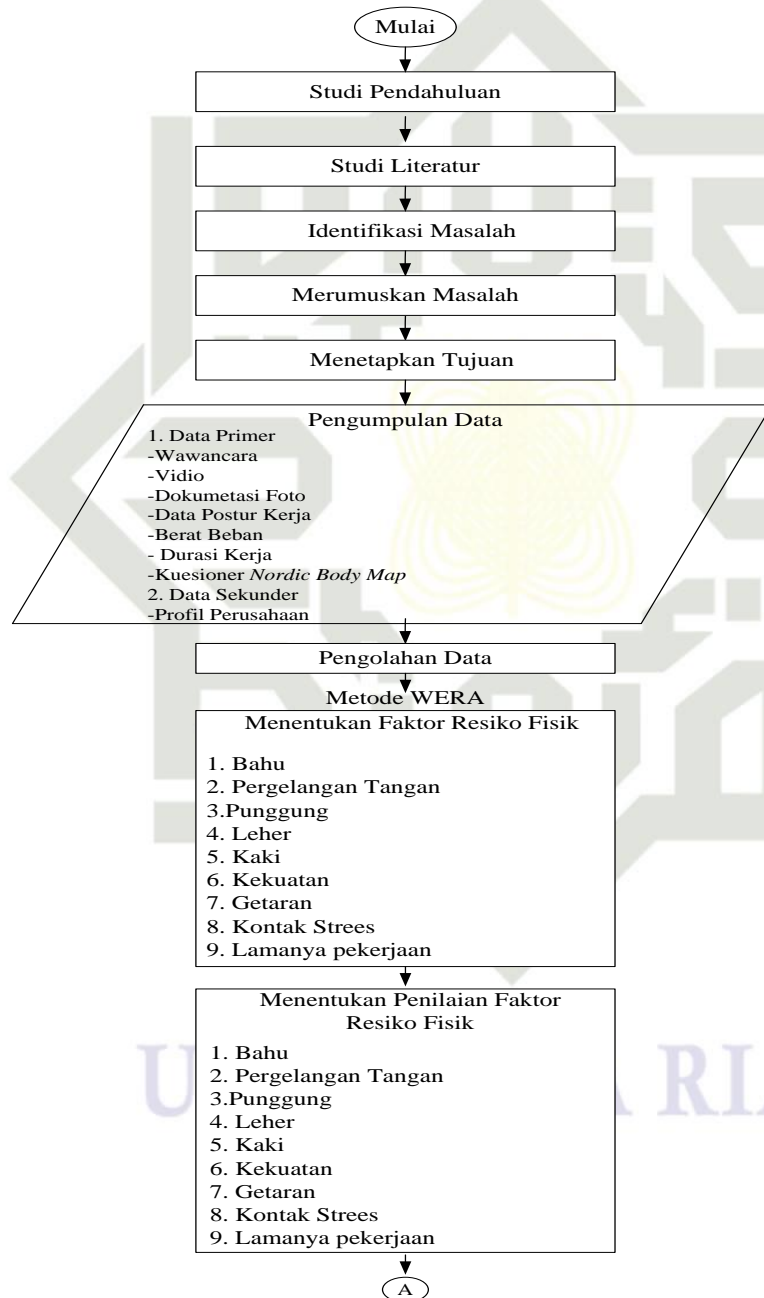 Mulai
Studi Pendahuluan
Studi Literatur
Identifikasi Masalah
Merumuskan Masalah
Menetapkan Tujuan
Pengumpulan Data
1. Data Primer
-Wawancara
-Vidio
-Dokumetasi Foto
-Data Postur Kerja
-Berat Beban
- Durasi Kerja
-Kuesioner Nordic Body Map
2. Data Sekunder
-Profil Perusahaan
Pengolahan Data
Metode WERA
Menentukan Faktor Resiko Fisik
1. Bahu
2. Pergelangan Tangan
3.Punggung
4. Leher
5. Kaki
6. Kekuatan
7. Getaran
8. Kontak Strees
9. Lamanya pekerjaan
Menentukan Penilaian Faktor
Resiko Fisik
1. Bahu
2. Pergelangan Tangan
3.Punggung
4. Leher
5. Kaki
6. Kekuatan
7. Getaran
8. Kontak Strees
9. Lamanya pekerjaan
A